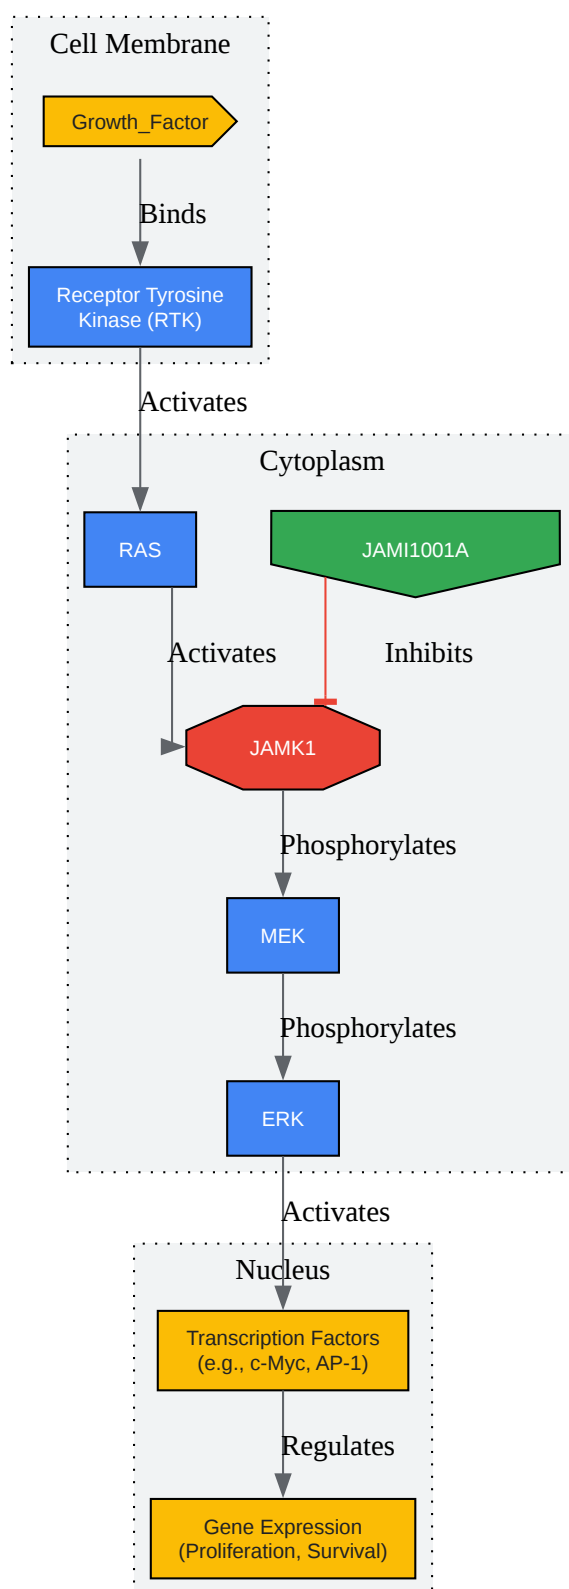 Cell Membrane
Growth_Factor
Binds
Receptor Tyrosine
Kinase (RTK)
Activates
Cytoplasm
RAS
JAMI1001A
Activates
Inhibits
JAMK1
Phosphorylates
MEK
Phosphorylates
ERK
Activates
Nucleus
Transcription Factors
(e.g., c-Myc, AP-1)
Regulates
Gene Expression
(Proliferation, Survival)